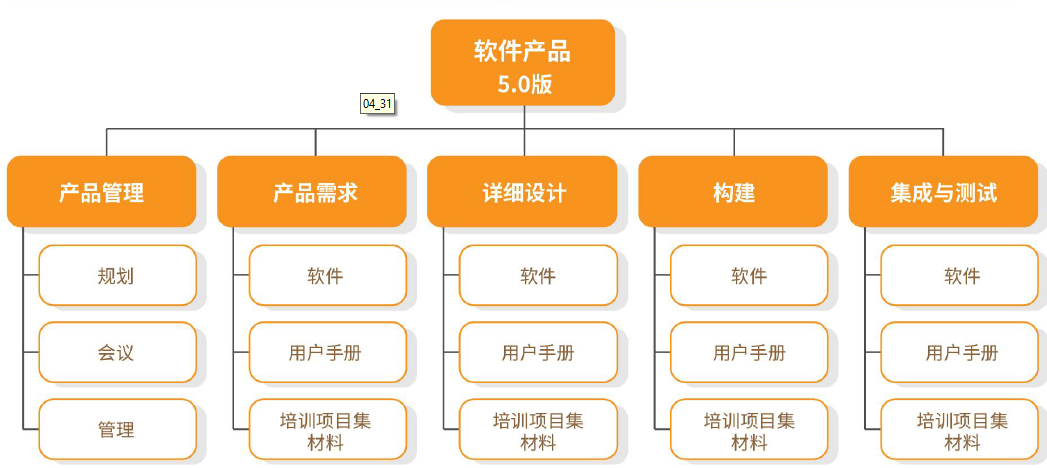 软件产品
5.0版
04_31
产品管理
产品需求
详细设计
构建
集成与测试
规划
软件
软件
软件
软件
会议
用户手册
用户手册
用户手册
用户手册
管理
培训项目集
材料
培训项目集
材料
培训项目集
材料
培训项目集
材料